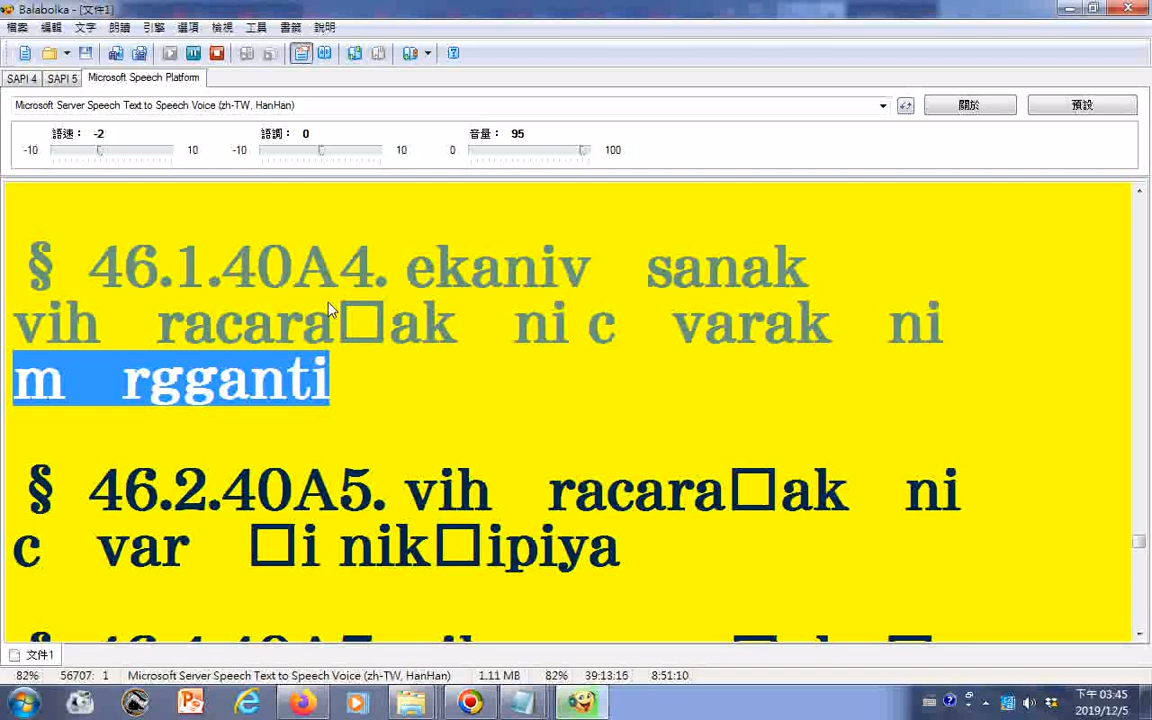 Balabolka - [文件1]
檔案 編輯 文字 朗讀 引擎 選項 檢視 工具 書籤 說明
SAPI 4 SAPI 5 Microsoft Speech Platform
Microsoft Server Speech Text to Speech Voice (zh-TW, HanHan) 關於 預設
語速： -2 語調： 0 音量： 95
-10 10 -10 10 0 100
§ 46.1.40A4. ekaniv sanak
vih racara□ak ni c varak ni
m rgganti
§ 46.2.40A5. vih racara□ak ni
c var □i nik□ipiya
文件1
82% 56707: 1 Microsoft Server Speech Text to Speech Voice (zh-TW, HanHan) 1.11 MB 82% 39:13:16 8:51:10
下午 03:45
2019/12/5